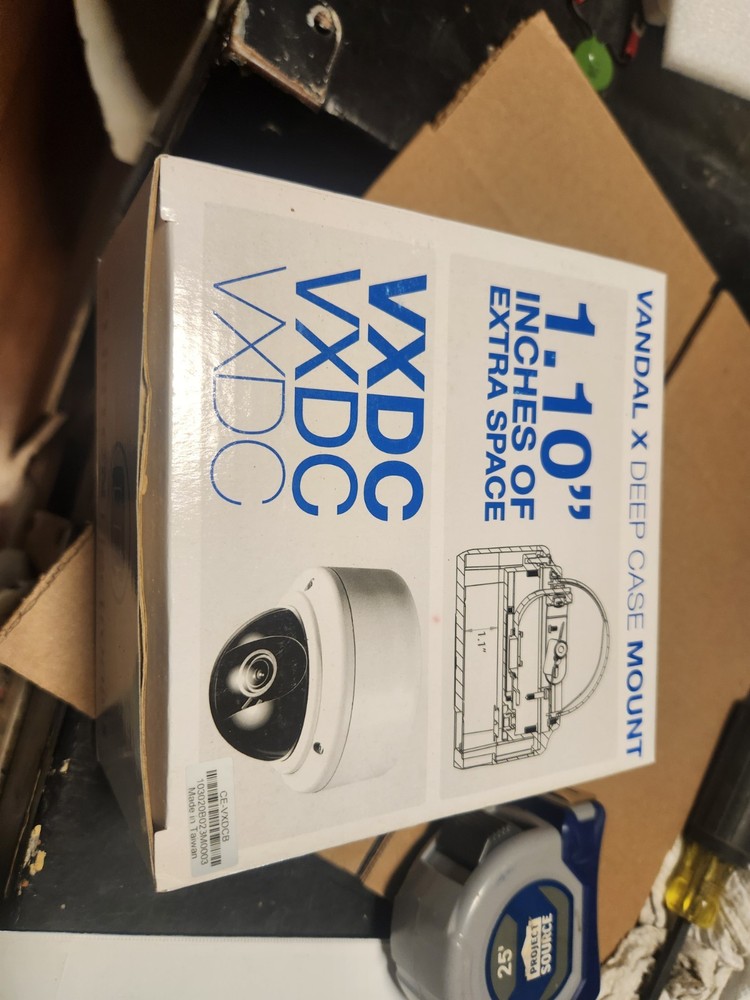 VANDAL X DEEP CASE MOUNT
1.10”
INCHES OF
EXTRA SPACE
1.1"
VXDC
VXDC
VXDC
CE-VXDCB
103020B023M0003
Made in Taiwan
25'
SOURCE
PROJECT